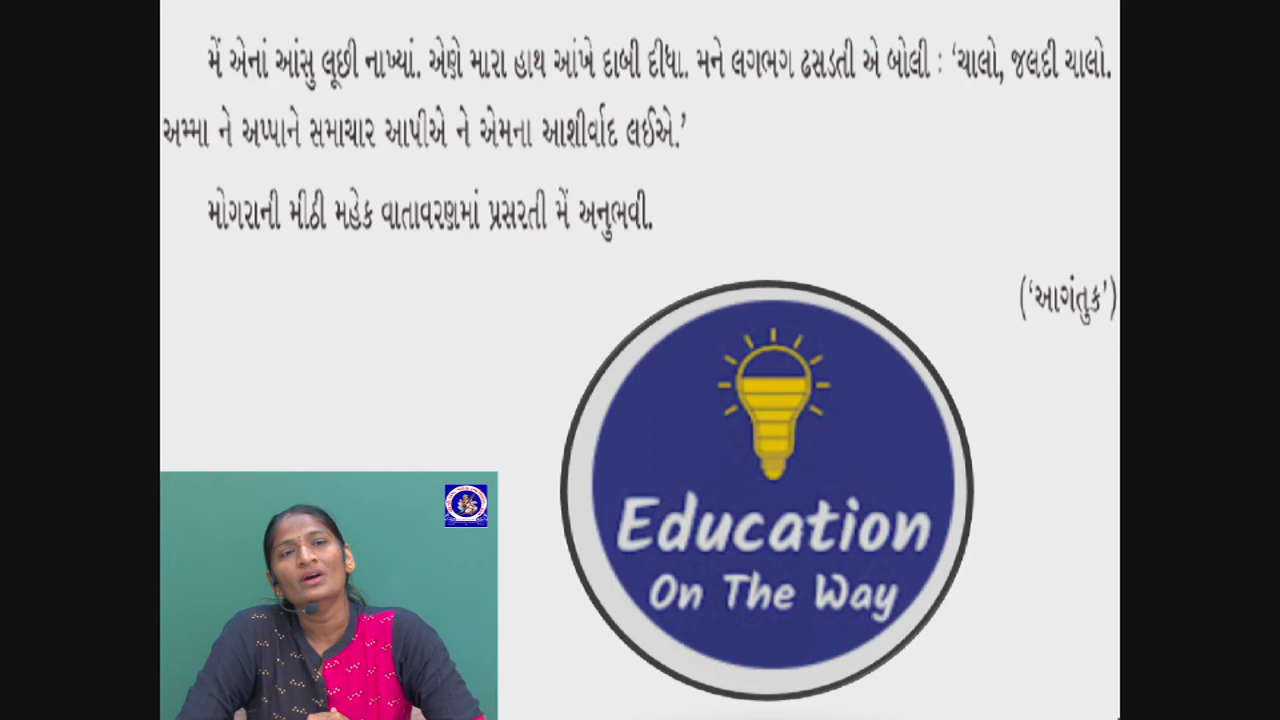 મેં એનાં આંસુ લૂછી નાખ્યાં. એણે મારા હાથ આંખે દાબી દીધા.. મને લગભગ ઢસડતી એ બોલી : ‘ચાલો, જલદી ચાલો.
અમ્મા ને અપ્પાને સમાચાર આપીએ ને એમના આશીર્વાદ લઈએ.’
મોગરાની મીઠી મહેક વાતાવરણમાં પ્રસરતી મેં અનુભવી.
(‘આગંતુક’)
Education
On The Way